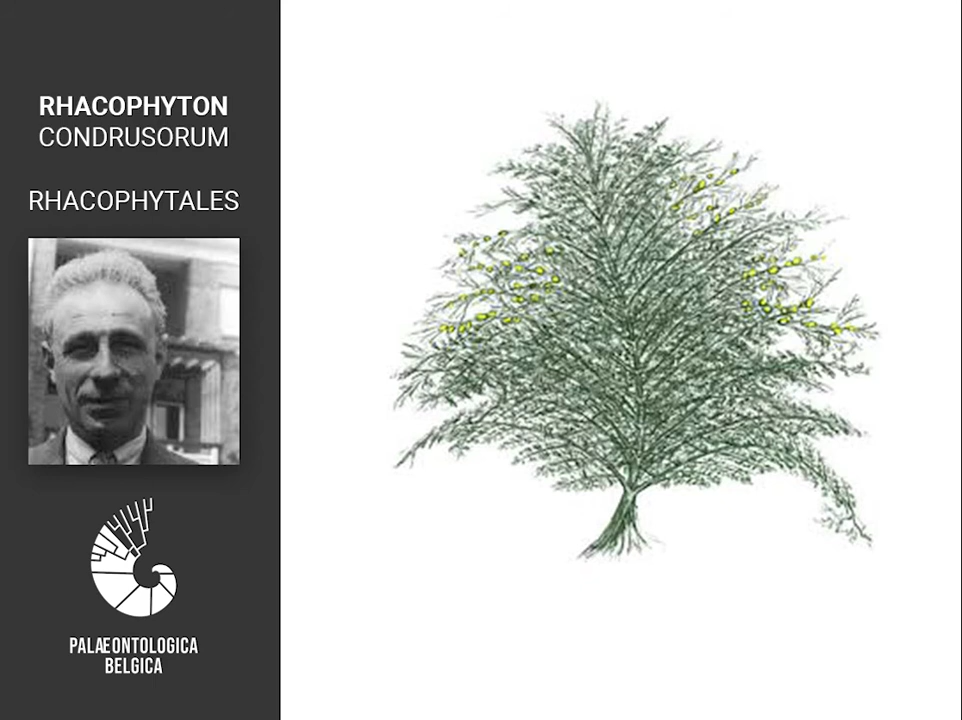 RHACOPHYTON
CONDRUSORUM
RHACOPHYTALES
PALÆONTOLOGICA
BELGICA